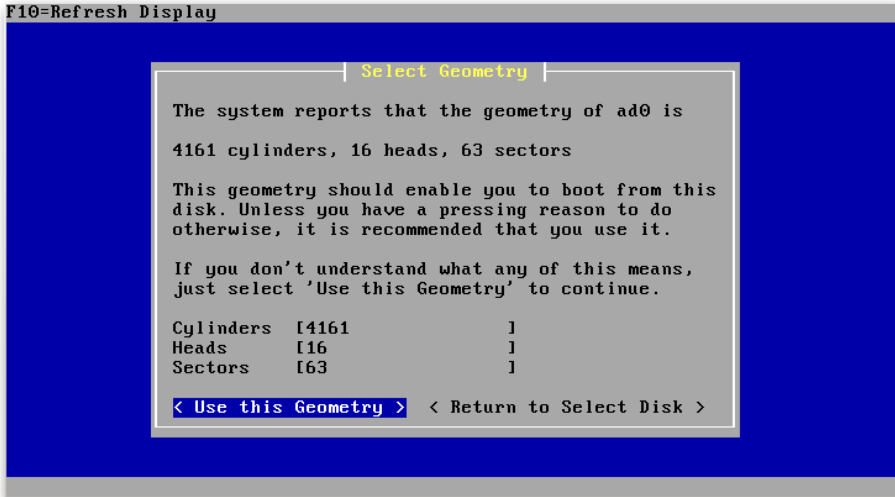 F10=Refresh Display
Select Geometry
The system reports that the geometry of ad0 is
4161 cylinders, 16 heads, 63 sectors
This geometry should enable you to boot from this
disk. Unless you have a pressing reason to do
otherwise, it is recommended that you use it.
If you don't understand what any of this means,
just select 'Use this Geometry' to continue.
Cylinders [4161 ]
Heads [16 ]
Sectors [63 ]
< Use this Geometry > < Return to Select Disk >